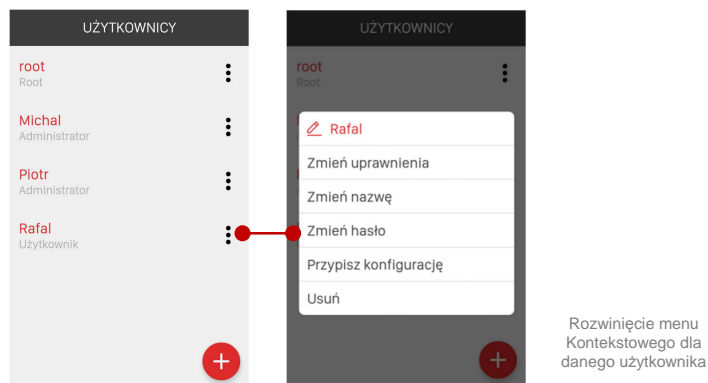 UŻYTKOWNICY
root
Root
Michal
Administrator
Piotr
Administrator
Rafal
Użytkownik
UŻYTKOWNICY
root
Root
Rafal
Zmień uprawnienia
Zmień nazwę
Zmień hasło
Przypisz konfigurację
Usuń
Rozwinięcie menu
Kontekstowego dla
danego użytkownika